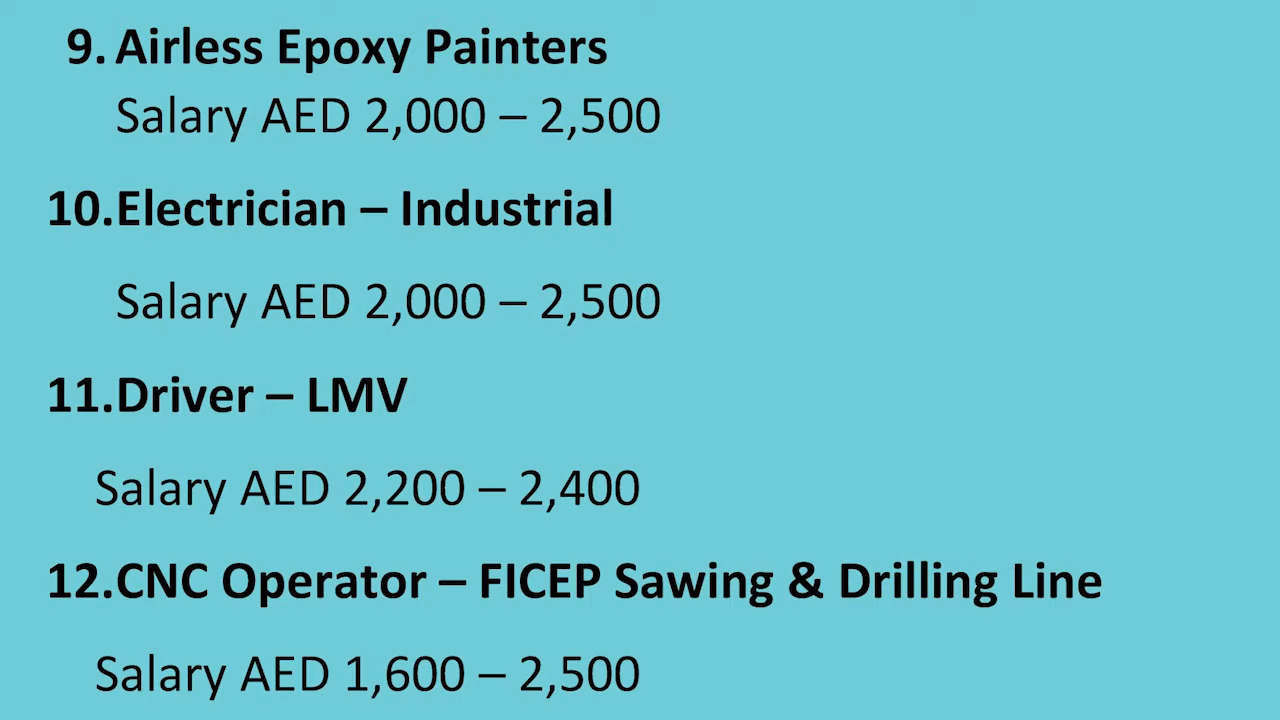 9. Airless Epoxy Painters
Salary AED 2,000 – 2,500
10.Electrician – Industrial
Salary AED 2,000 – 2,500
11.Driver – LMV
Salary AED 2,200 – 2,400
12.CNC Operator – FICEP Sawing & Drilling Line
Salary AED 1,600 – 2,500